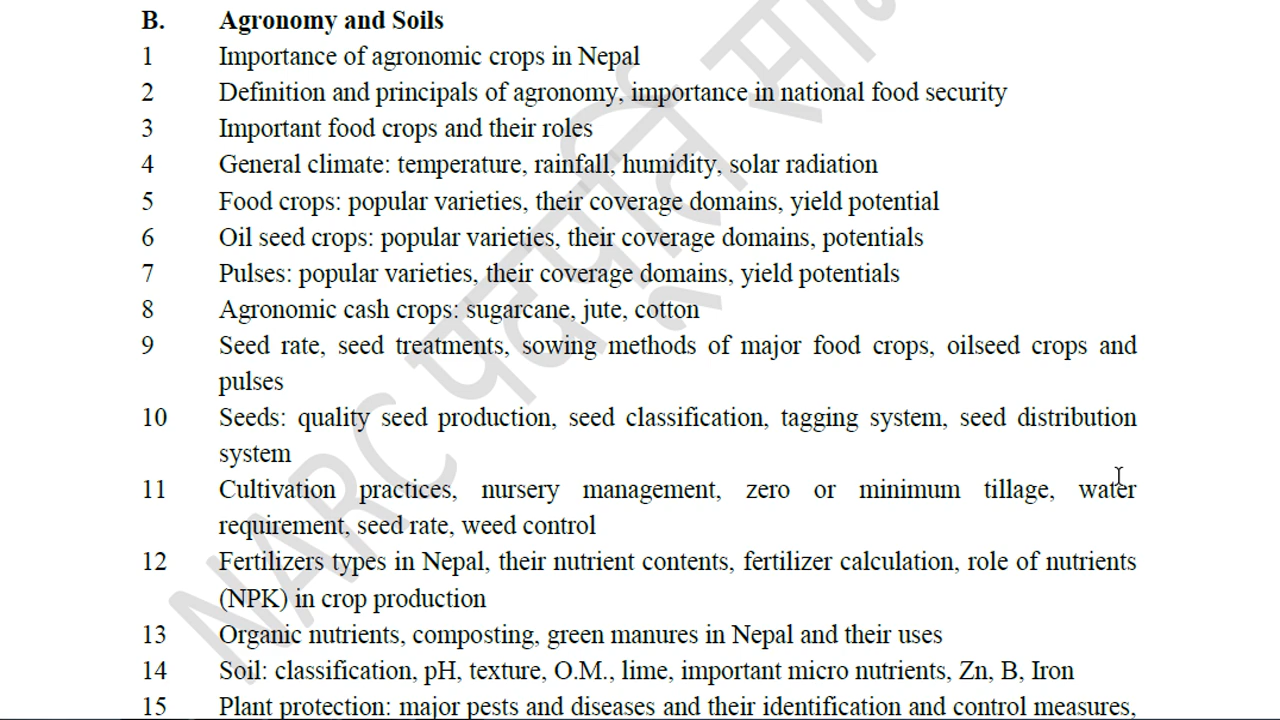 B. Agronomy and Soils
1 Importance of agronomic crops in Nepal
2 Definition and principals of agronomy, importance in national food security
3 Important food crops and their roles
4 General climate: temperature, rainfall, humidity, solar radiation
5 Food crops: popular varieties, their coverage domains, yield potential
6 Oil seed crops: popular varieties, their coverage domains, potentials
7 Pulses: popular varieties, their coverage domains, yield potentials
8 Agronomic cash crops: sugarcane, jute, cotton
9 Seed rate, seed treatments, sowing methods of major food crops, oilseed crops and
pulses
10 Seeds: quality seed production, seed classification, tagging system, seed distribution
system
11 Cultivation practices, nursery management, zero or minimum tillage, water
requirement, seed rate, weed control
12 Fertilizers types in Nepal, their nutrient contents, fertilizer calculation, role of nutrients
(NPK) in crop production
13 Organic nutrients, composting, green manures in Nepal and their uses
14 Soil: classification, pH, texture, O.M., lime, important micro nutrients, Zn, B, Iron
15 Plant protection: major pests and diseases and their identification and control measures,
NARC पदपूर्ति